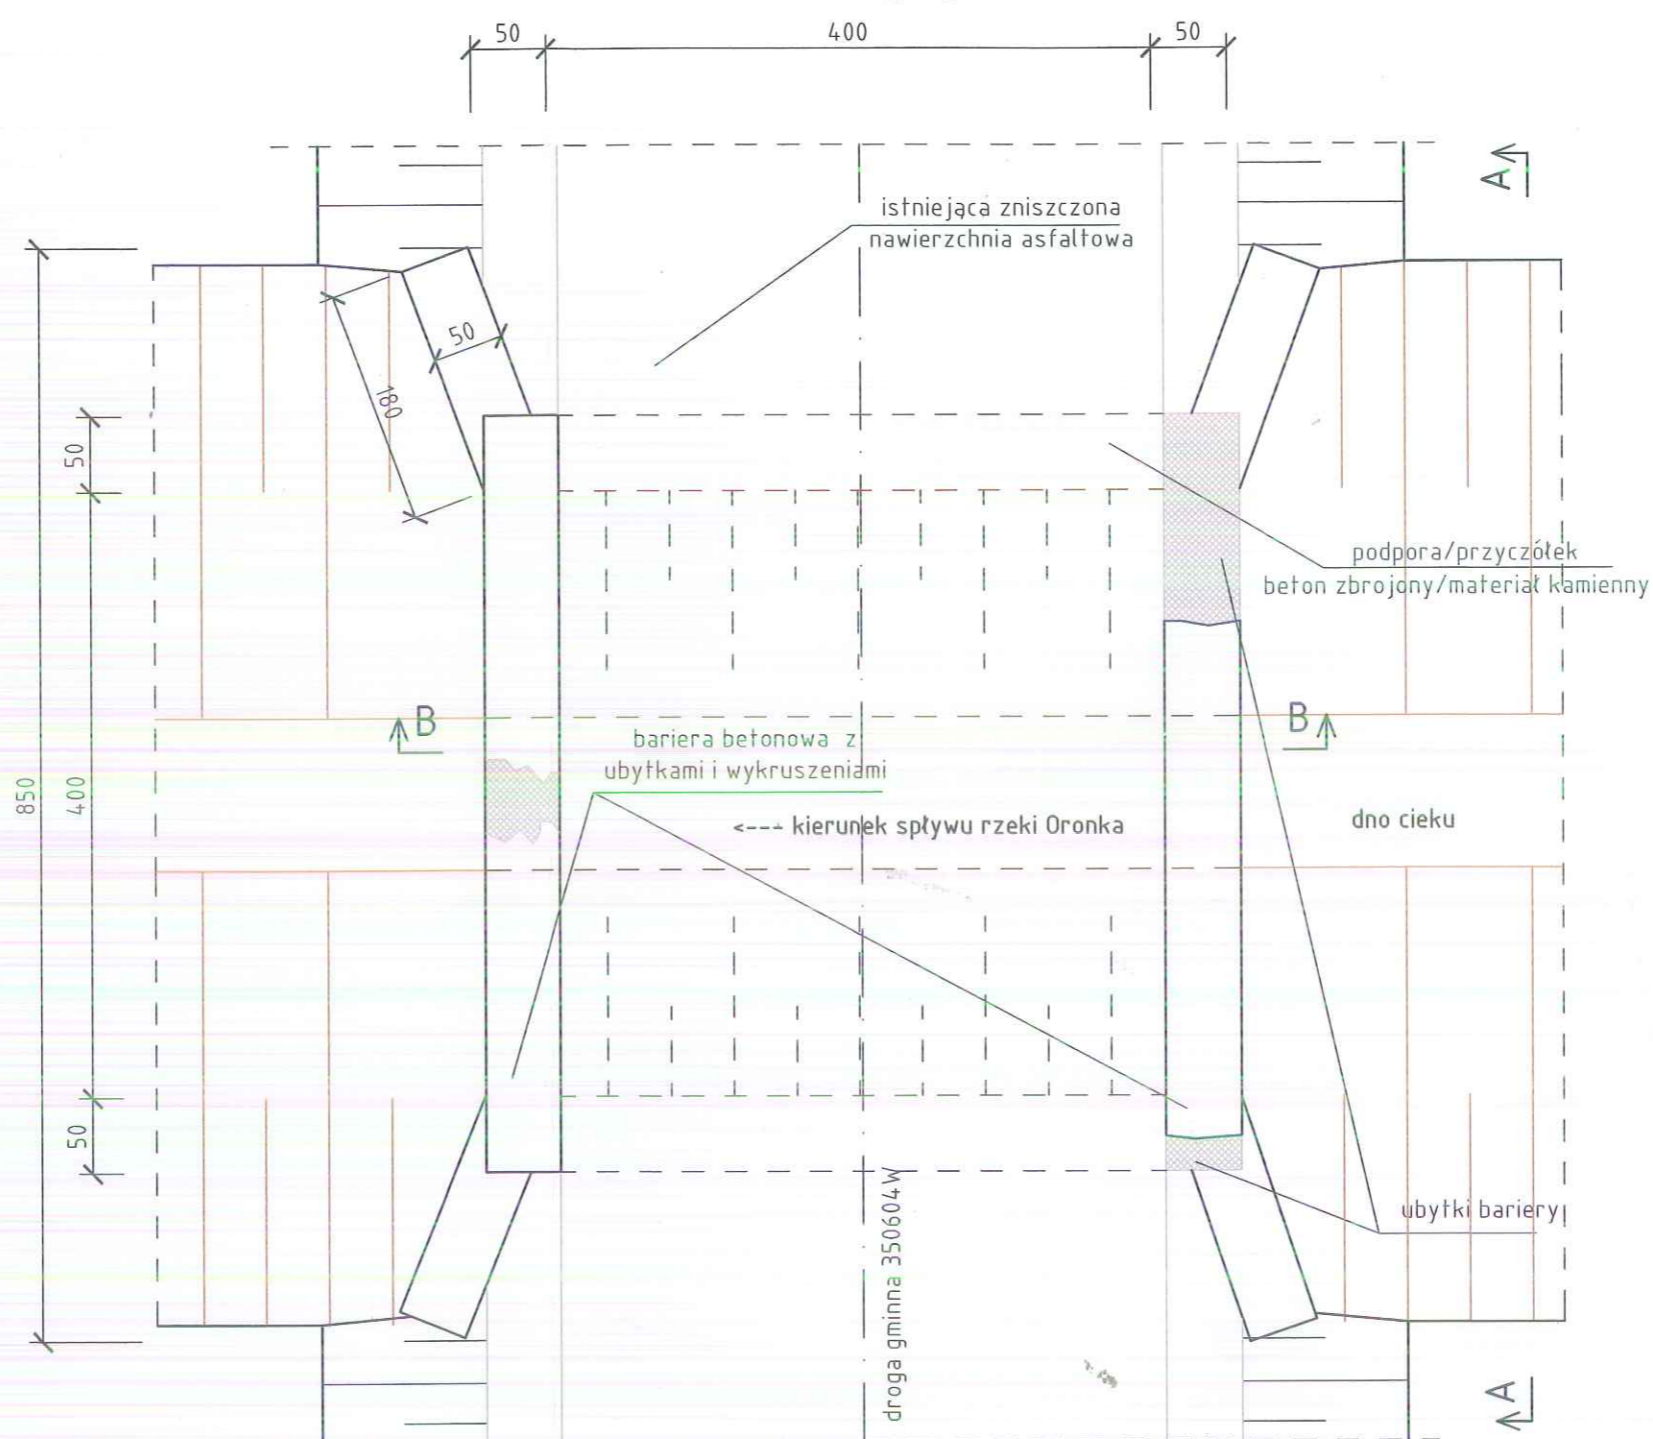 50
400
50
A
istniejąca zniszczona
nawierzchnia asfaltowa
50
180
50
podpora/przyczółek
beton zbrojony/materiał kamienny
B
B
bariera betonowa z
ubytkami i wykruszeniami
850
400
<--- kierunek spływu rzeki Oronka
dno cieku
50
ubytki bariery
droga gminna 350604W
A